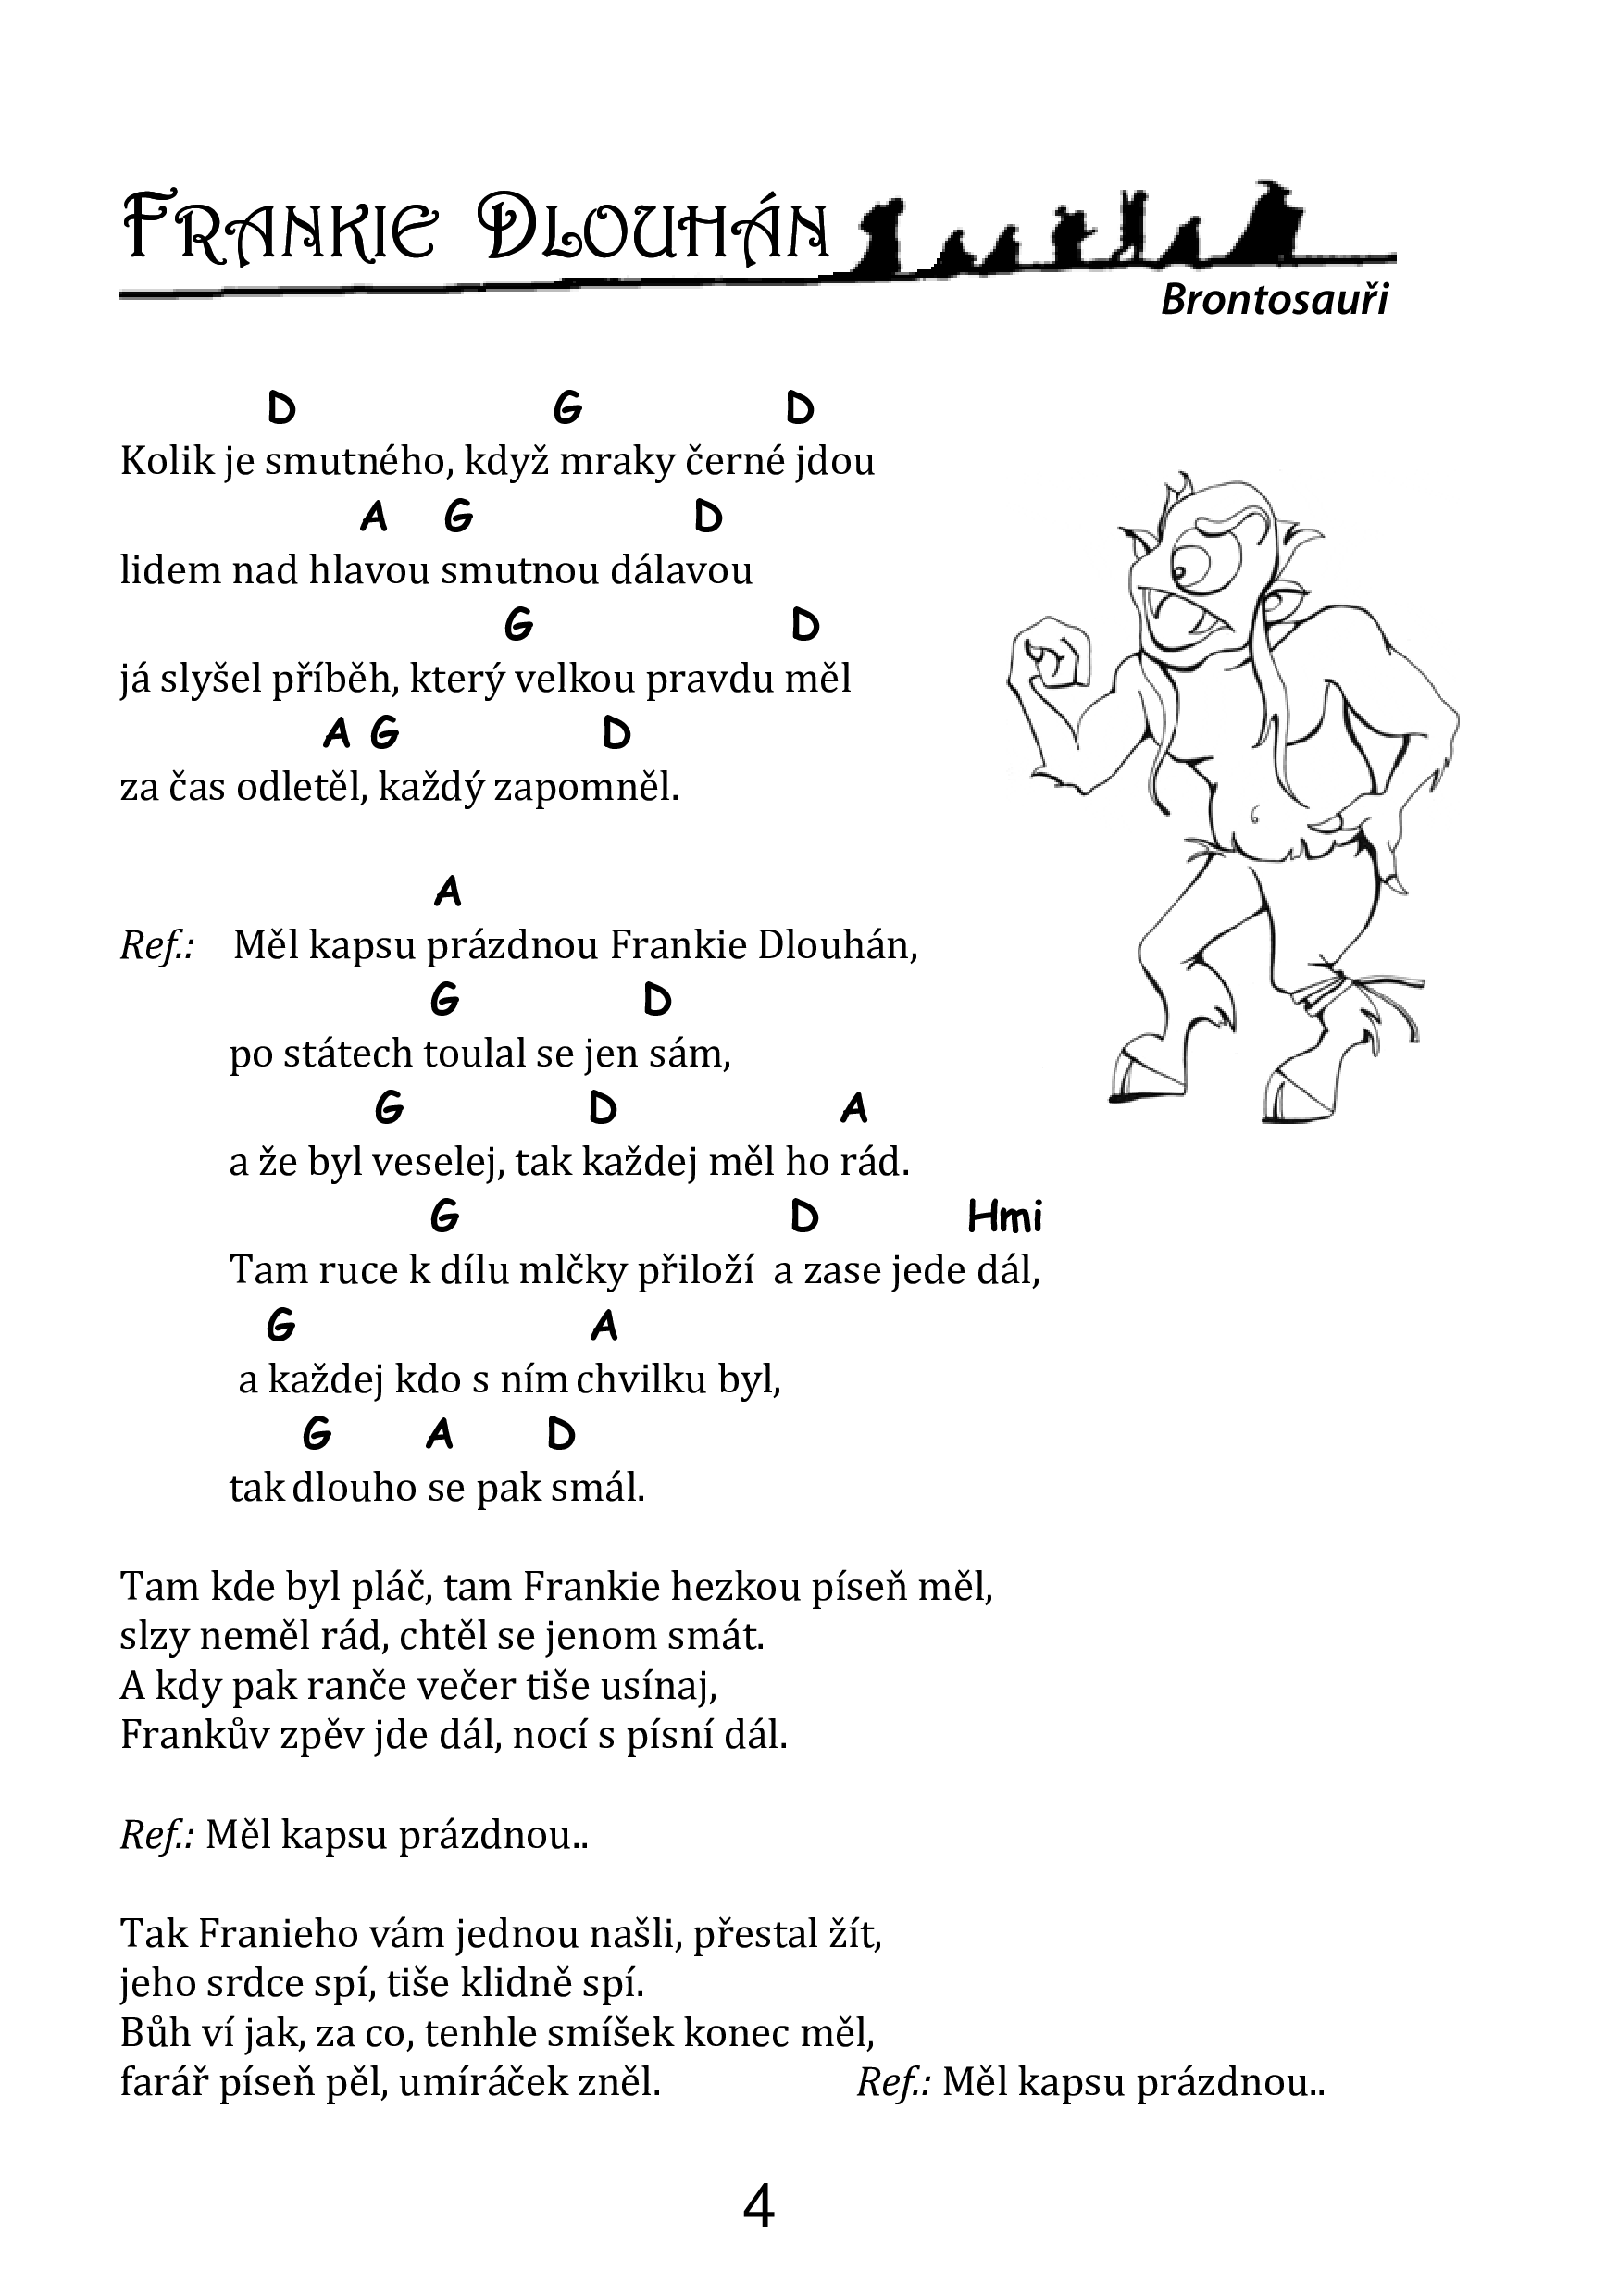 Frankie Dlouhán
Brontosauři
D G D
Kolik je smutného, když mraky černé jdou
A G D
lidem nad hlavou smutnou dálavou
G D
já slyšel příběh, který velkou pravdu měl
A G D
za čas odletěl, každý zapomněl.
A
Ref.: Měl kapsu prázdnou Frankie Dlouhán,
G D
po státech toulal se jen sám,
G D A
a že byl veselej, tak každej měl ho rád.
G D Hmi
Tam ruce k dílu mlčky přiloží a zase jede dál,
G A
a každej kdo s ním chvilku byl,
G A D
tak dlouho se pak smál.
Tam kde byl pláč, tam Frankie hezkou píseň měl,
slzy neměl rád, chtěl se jenom smát.
A kdy pak ranče večer tiše usínaj,
Frankův zpěv jde dál, nocí s písní dál.
Ref.: Měl kapsu prázdnou..
Tak Franieho vám jednou našli, přestal žít,
jeho srdce spí, tiše klidně spí.
Bůh ví jak, za co, tenhle smíšek konec měl,
farář píseň pěl, umíráček zněl. Ref.: Měl kapsu prázdnou..
4